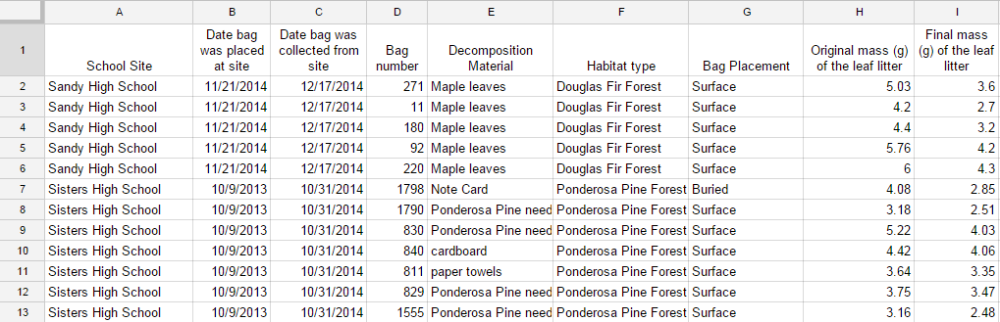 A B C D E F G H I
1 School Site Date bag was placed at site Date bag was collected from site Bag number Decomposition Material Habitat type Bag Placement Original mass (g) of the leaf litter Final mass (g) of the leaf litter
2 Sandy High School 11/21/2014 12/17/2014 271 Maple leaves Douglas Fir Forest Surface 5.03 3.6
3 Sandy High School 11/21/2014 12/17/2014 11 Maple leaves Douglas Fir Forest Surface 4.2 2.7
4 Sandy High School 11/21/2014 12/17/2014 180 Maple leaves Douglas Fir Forest Surface 4.4 3.2
5 Sandy High School 11/21/2014 12/17/2014 92 Maple leaves Douglas Fir Forest Surface 5.76 4.2
6 Sandy High School 11/21/2014 12/17/2014 220 Maple leaves Douglas Fir Forest Surface 6 4.3
7 Sisters High School 10/9/2013 10/31/2014 1798 Note Card Ponderosa Pine Forest Buried 4.08 2.85
8 Sisters High School 10/9/2013 10/31/2014 1790 Ponderosa Pine need Ponderosa Pine Forest Surface 3.18 2.51
9 Sisters High School 10/9/2013 10/31/2014 830 Ponderosa Pine need Ponderosa Pine Forest Surface 5.22 4.03
10 Sisters High School 10/9/2013 10/31/2014 840 cardboard Ponderosa Pine Forest Surface 4.42 4.06
11 Sisters High School 10/9/2013 10/31/2014 811 paper towels Ponderosa Pine Forest Surface 3.64 3.35
12 Sisters High School 10/9/2013 10/31/2014 829 Ponderosa Pine need Ponderosa Pine Forest Surface 3.75 3.47
13 Sisters High School 10/9/2013 10/31/2014 1555 Ponderosa Pine need Ponderosa Pine Forest Surface 3.16 2.48